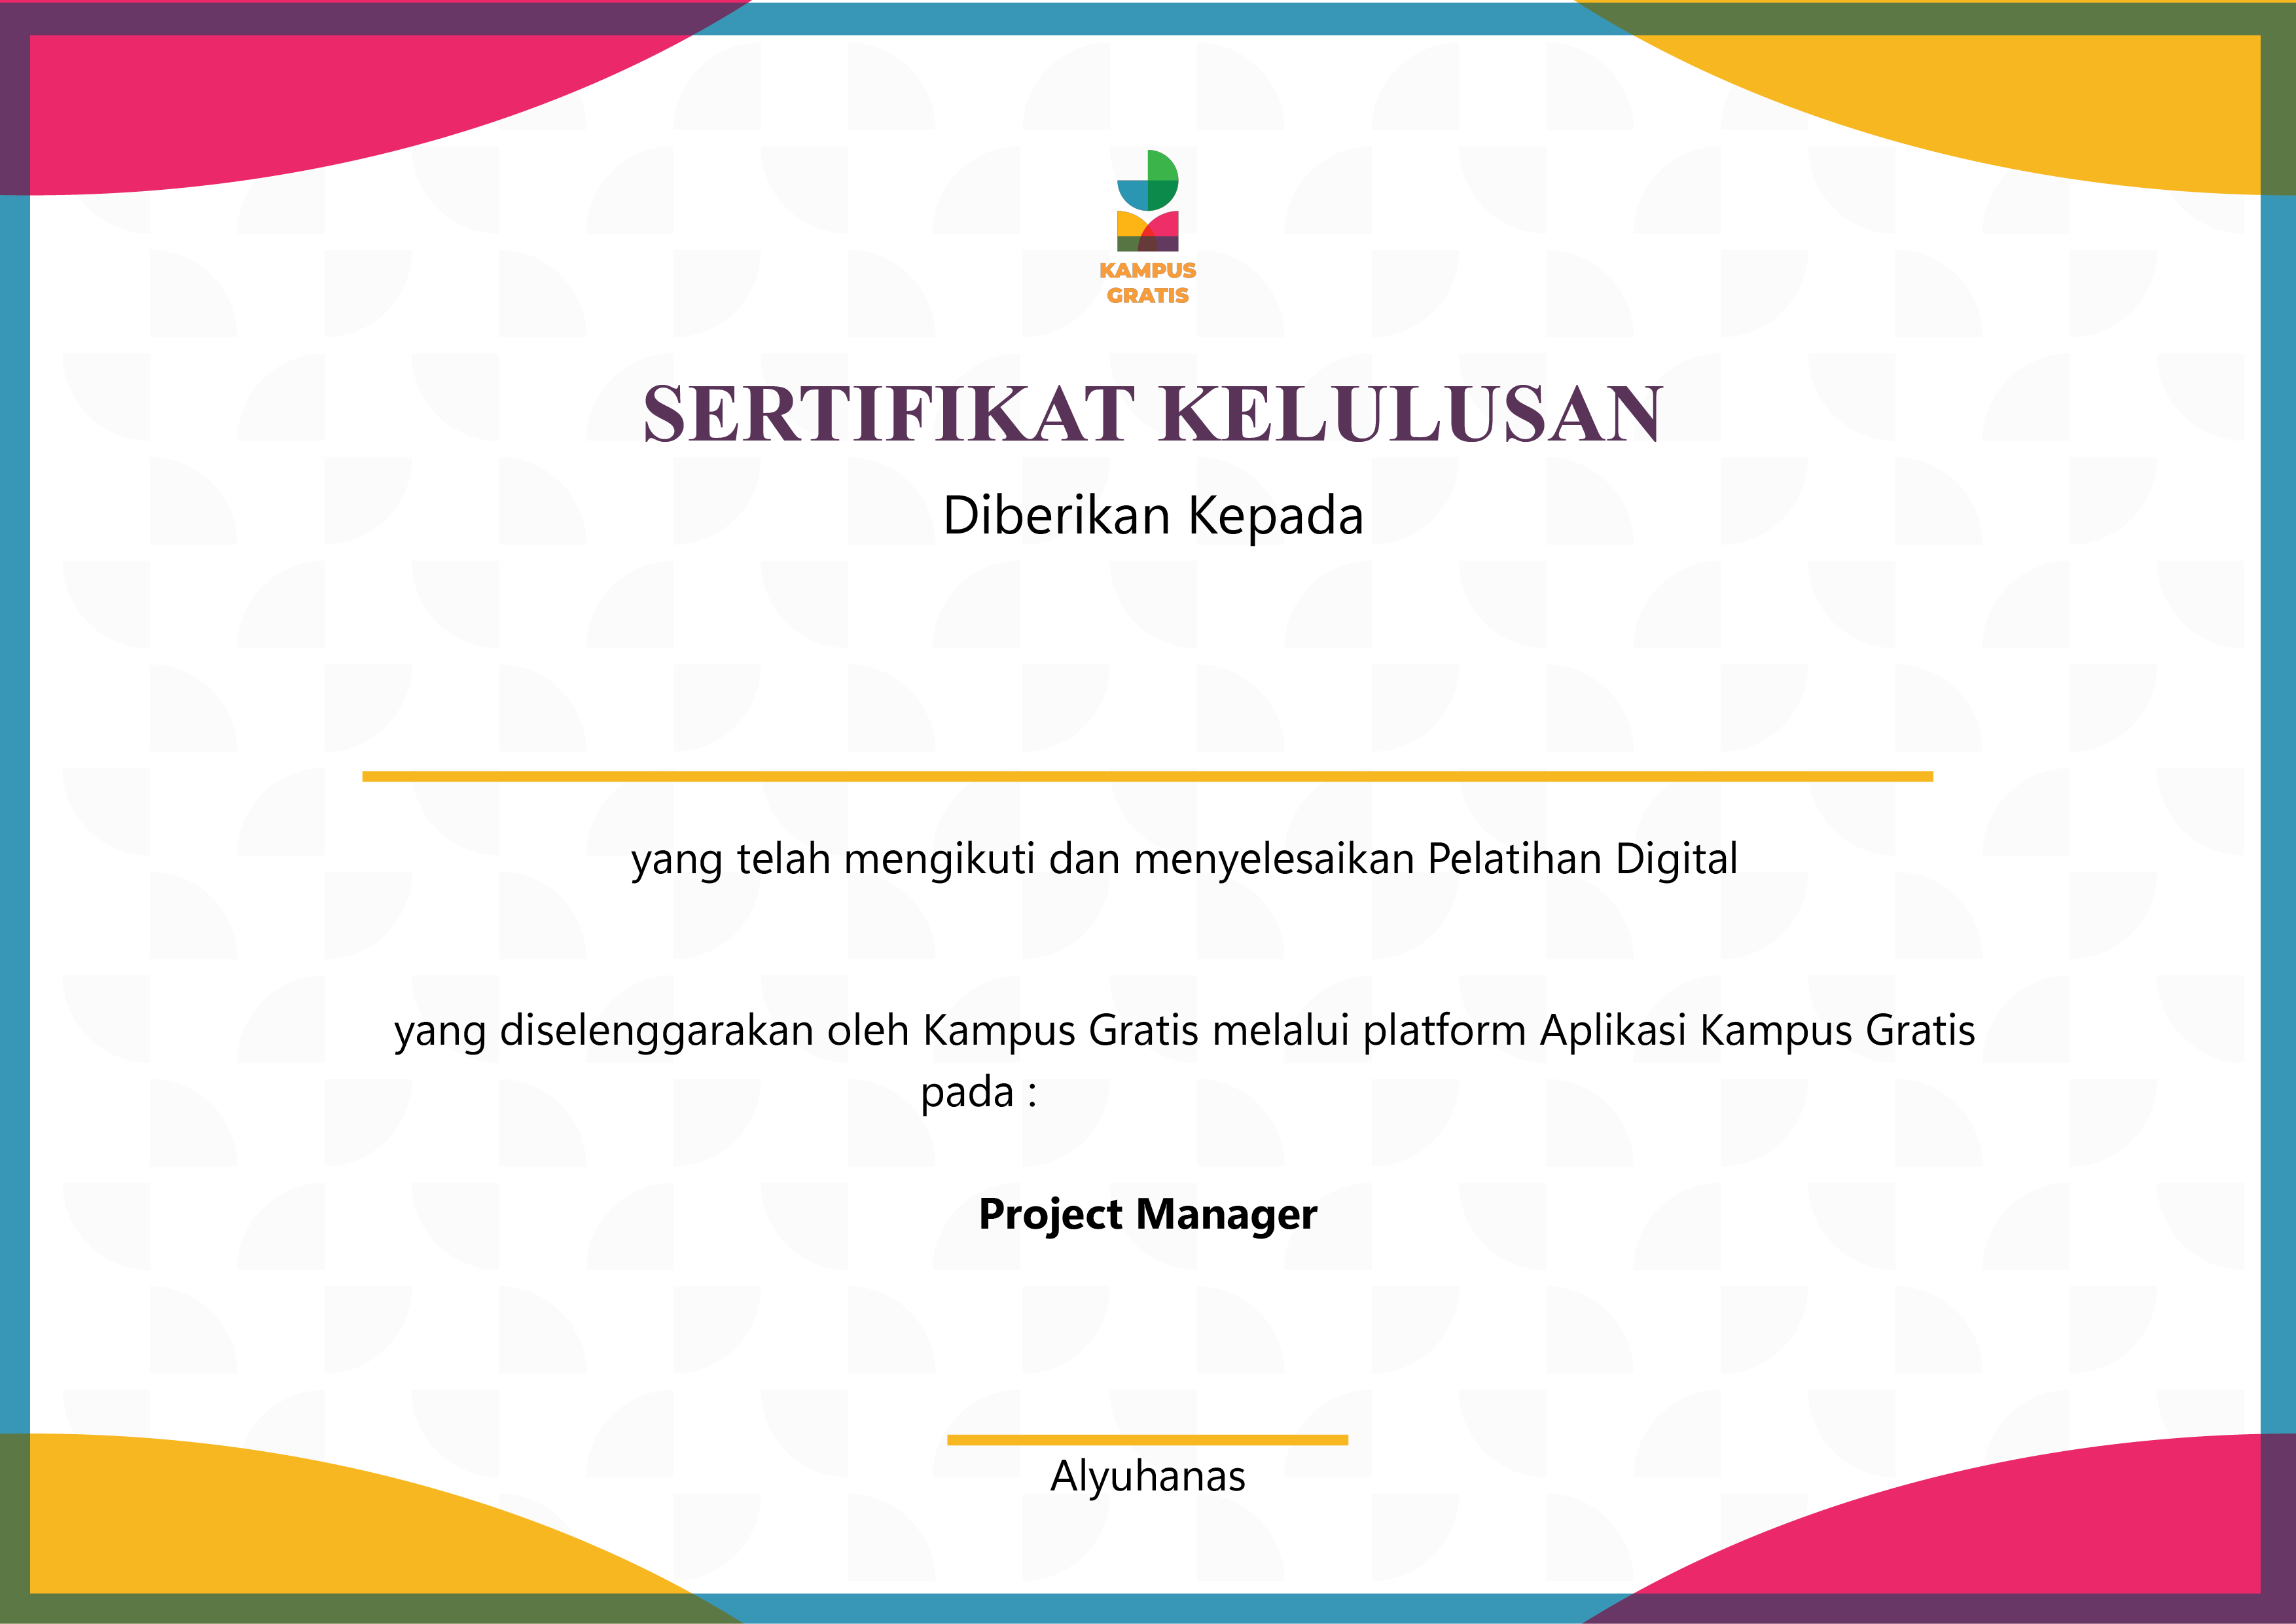 KAMPUS
GRATIS
SERTIFIKAT KELULUSAN
Diberikan Kepada
yang telah mengikuti dan menyelesaikan Pelatihan Digital
yang diselenggarakan oleh Kampus Gratis melalui platform Aplikasi Kampus Gratis
pada :
Project Manager
Alyuhanas